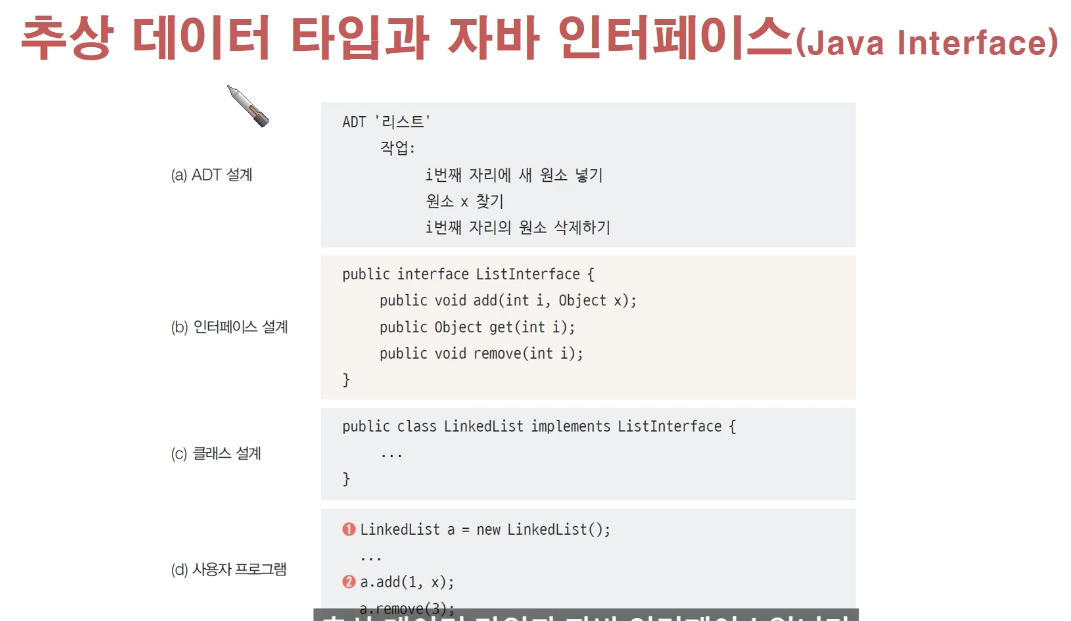 추상 데이터 타입과 자바 인터페이스(Java Interface)
(a) ADT 설계
ADT '리스트'
작업:
i번째 자리에 새 원소 넣기
원소 x 찾기
i번째 자리의 원소 삭제하기
(b) 인터페이스 설계
public interface ListInterface {
public void add(int i, Object x);
public Object get(int i);
public void remove(int i);
}
(c) 클래스 설계
public class LinkedList implements ListInterface {
...
}
(d) 사용자 프로그램
1 LinkedList a = new LinkedList();
...
2 a.add(1, x);
a.remove(3);